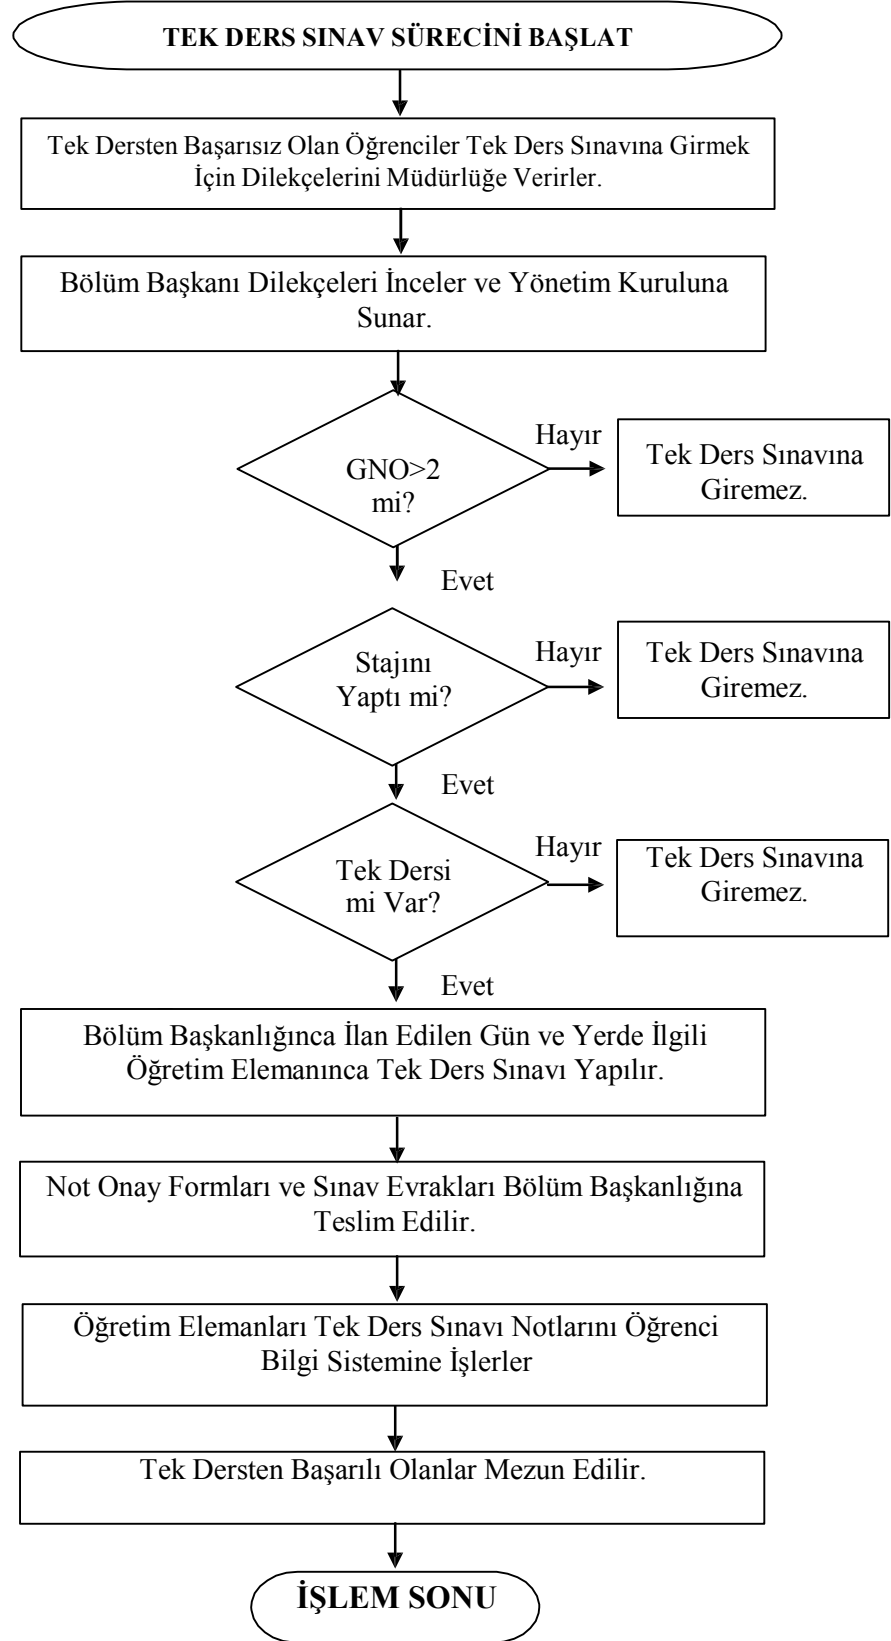 TEK DERS SINAV SÜRECİNİ BAŞLAT
Tek Dersten Başarısız Olan Öğrenciler Tek Ders Sınavına Girmek
İçin Dilekçelerini Müdürlüğe Verirler.
Bölüm Başkanı Dilekçeleri İnceler ve Yönetim Kuruluna
Sunar.
GNO>2
mi?
Hayır
Tek Ders Sınavına
Giremez.
Evet
Stajını
Yaptı mi?
Hayır
Tek Ders Sınavına
Giremez.
Evet
Tek Dersi
mi Var?
Hayır
Tek Ders Sınavına
Giremez.
Evet
Bölüm Başkanlığınca İlan Edilen Gün ve Yerde İlgili
Öğretim Elemanınca Tek Ders Sınavı Yapılır.
Not Onay Formları ve Sınav Evrakları Bölüm Başkanlığına
Teslim Edilir.
Öğretim Elemanları Tek Ders Sınavı Notlarını Öğrenci
Bilgi Sistemine İşlerler
Tek Dersten Başarılı Olanlar Mezun Edilir.
İŞLEM SONU